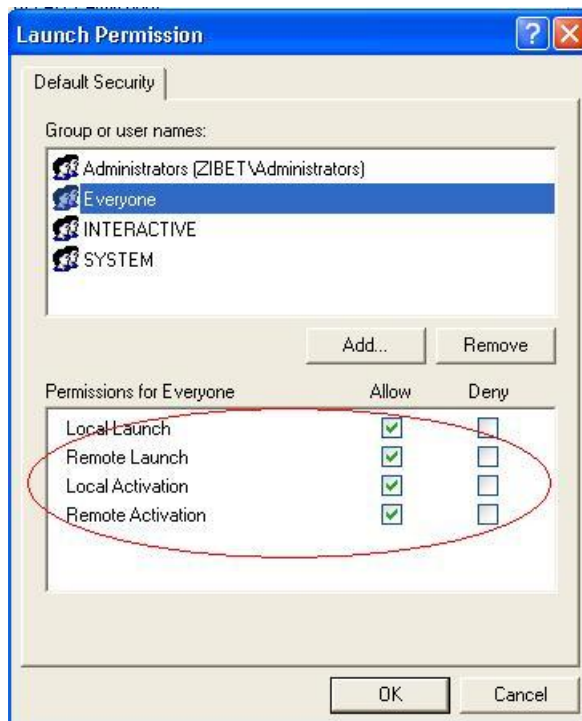 Launch Permission
Default Security
Group or user names:
Administrators (ZIBET\Administrators)
Everyone
INTERACTIVE
SYSTEM
Add... Remove
Permissions for Everyone Allow Deny
Local Launch
Remote Launch
Local Activation
Remote Activation
OK Cancel